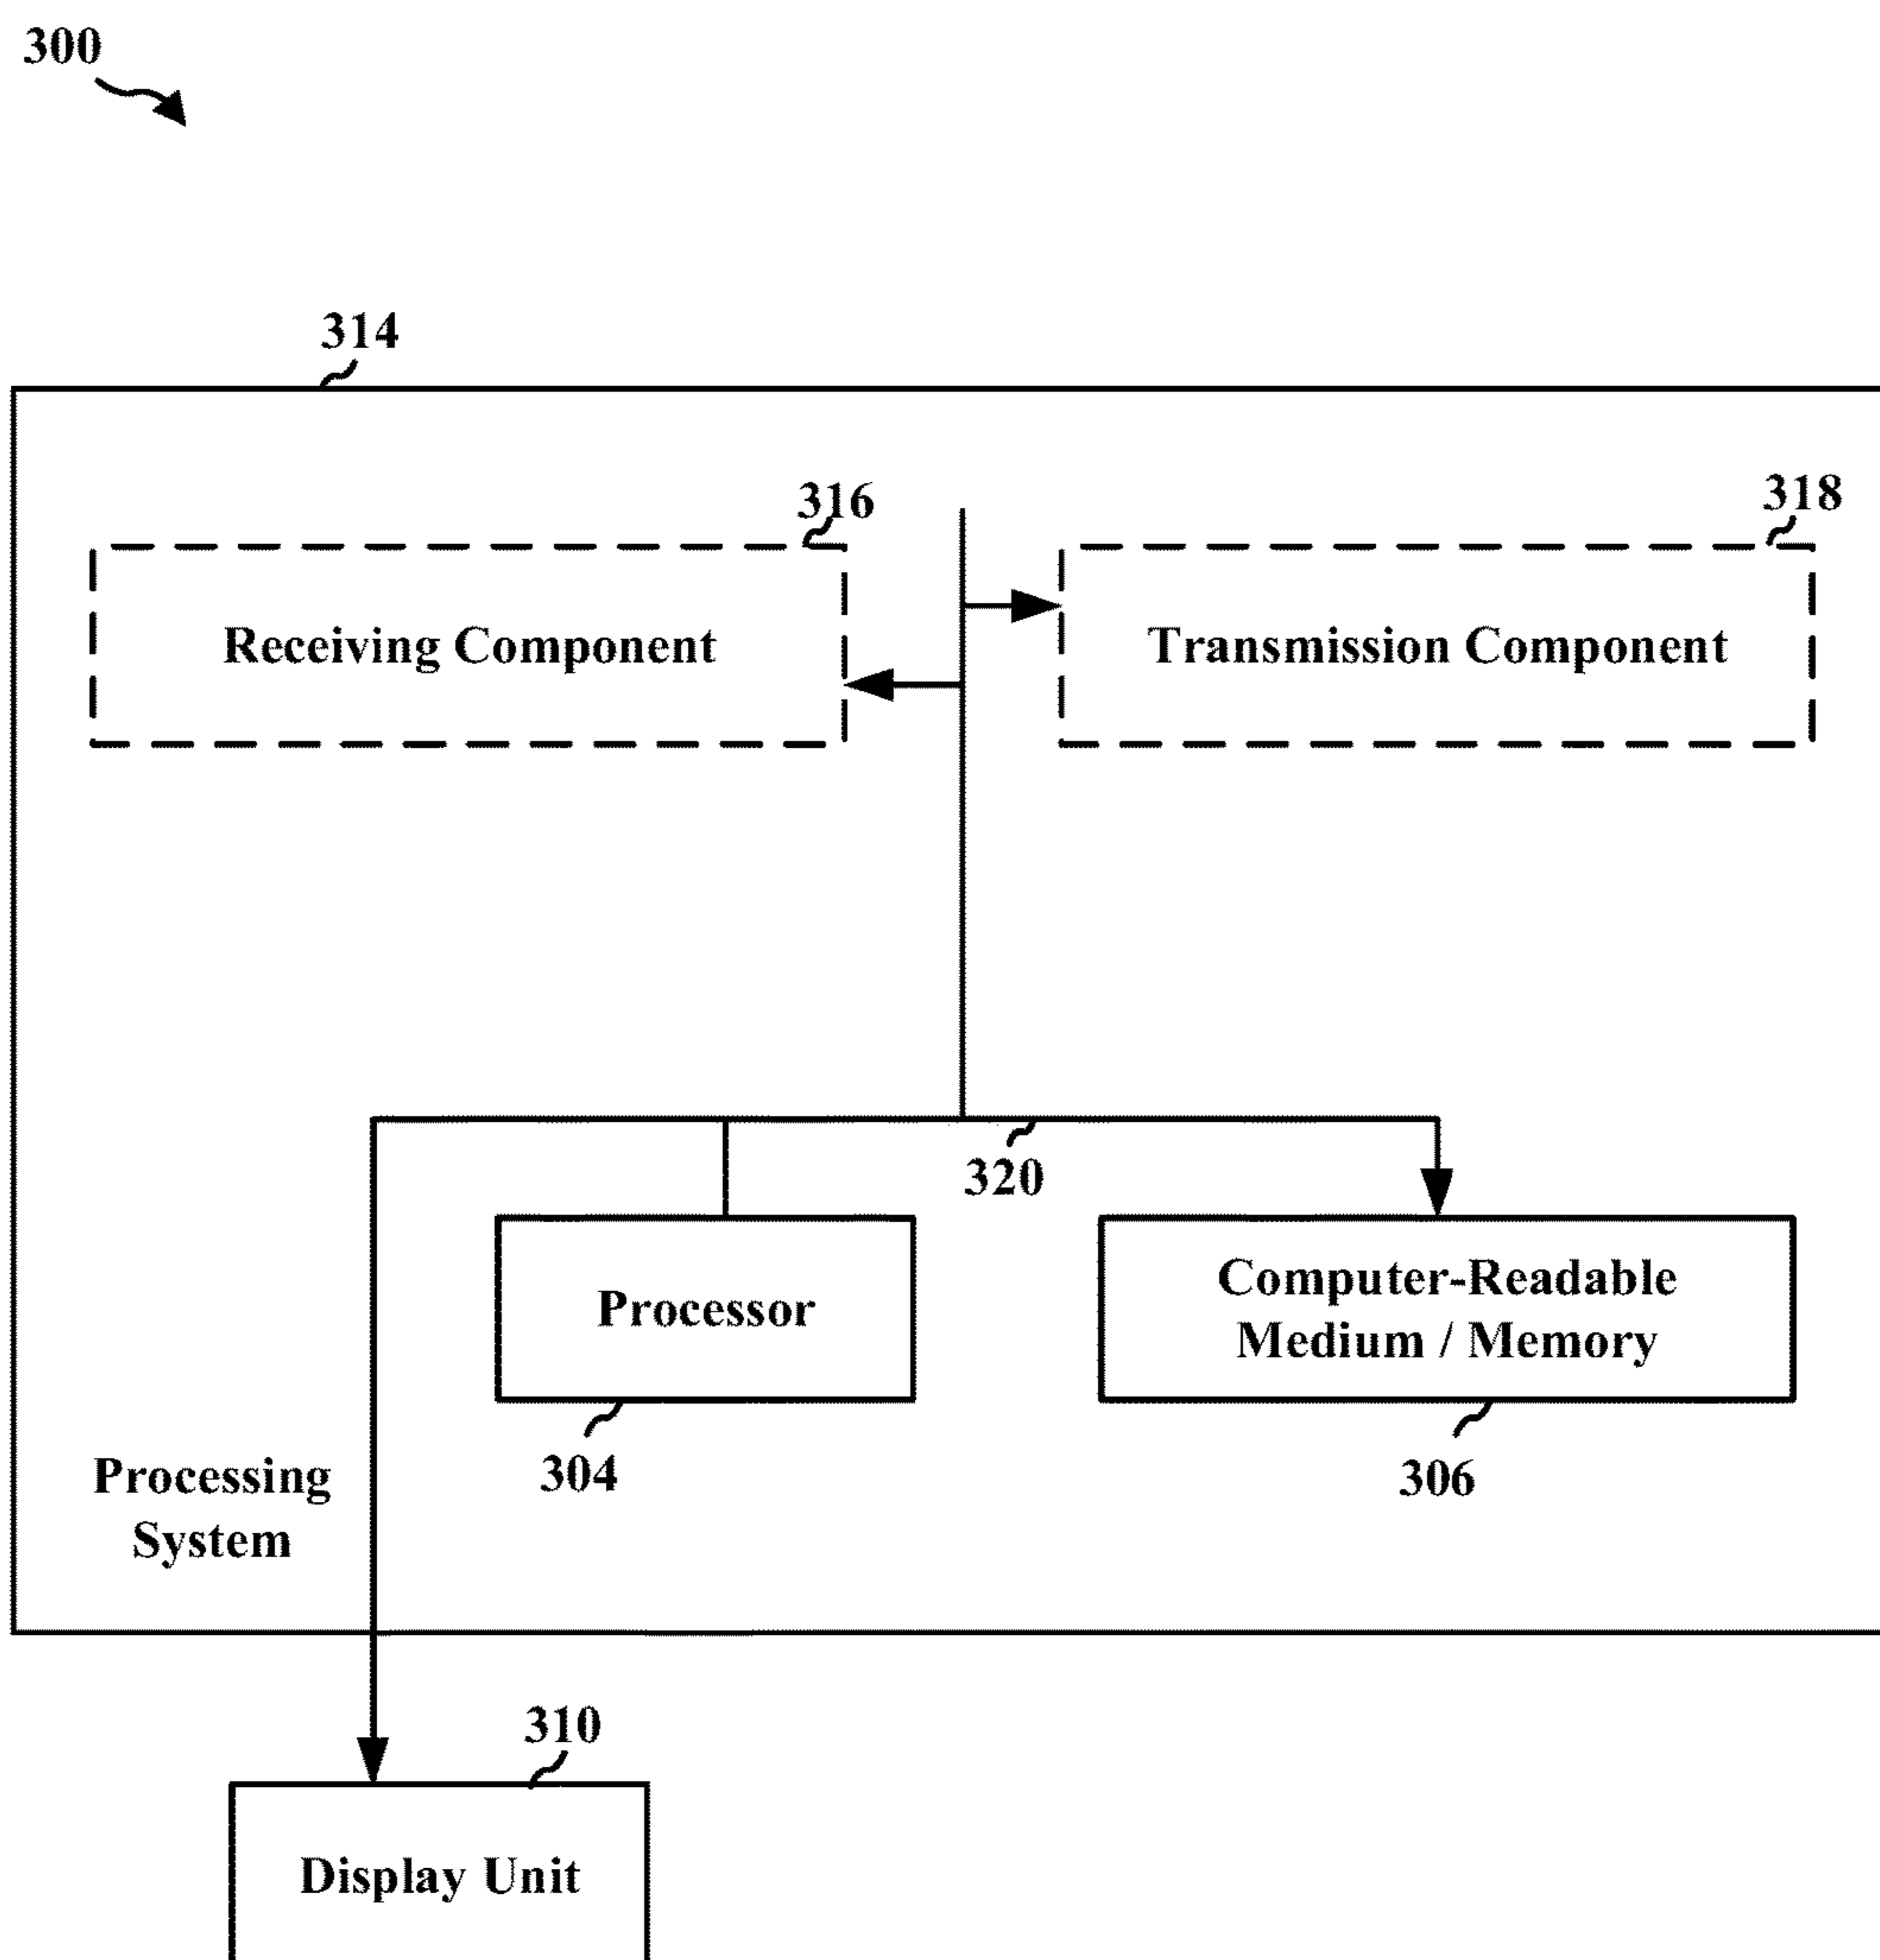 300
314
316
318
Receiving Component
Transmission Component
320
Processor
Computer-Readable
Medium / Memory
304
306
Processing
System
310
Display Unit